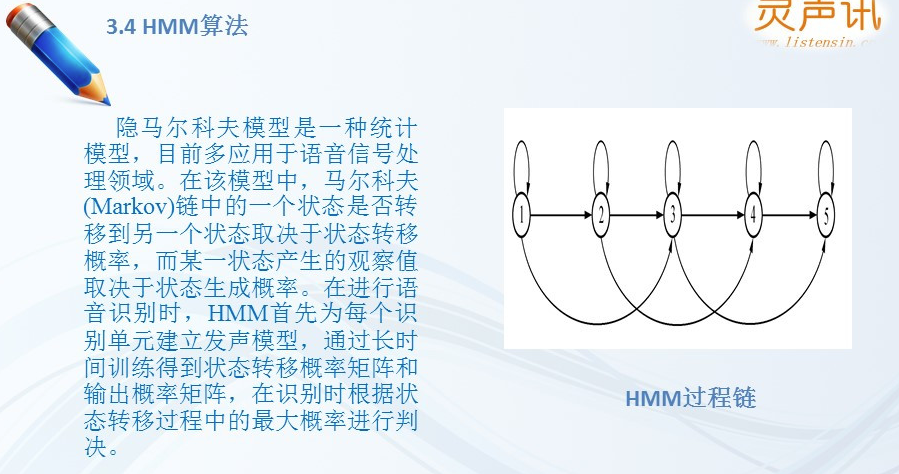 3.4 HMM算法
灵声讯
www.listensin.c
隐马尔科夫模型是一种统计
模型，目前多应用于语音信号处
理领域。在该模型中，马尔科夫
(Markov)链中的一个状态是否转
移到另一个状态取决于状态转移
概率，而某一状态产生的观察值
取决于状态生成概率。在进行语
音识别时，HMM首先为每个识
别单元建立发声模型，通过长时
间训练得到状态转移概率矩阵和
输出概率矩阵，在识别时根据状
态转移过程中的最大概率进行判
决。
1 2 3 4 5
HMM过程链